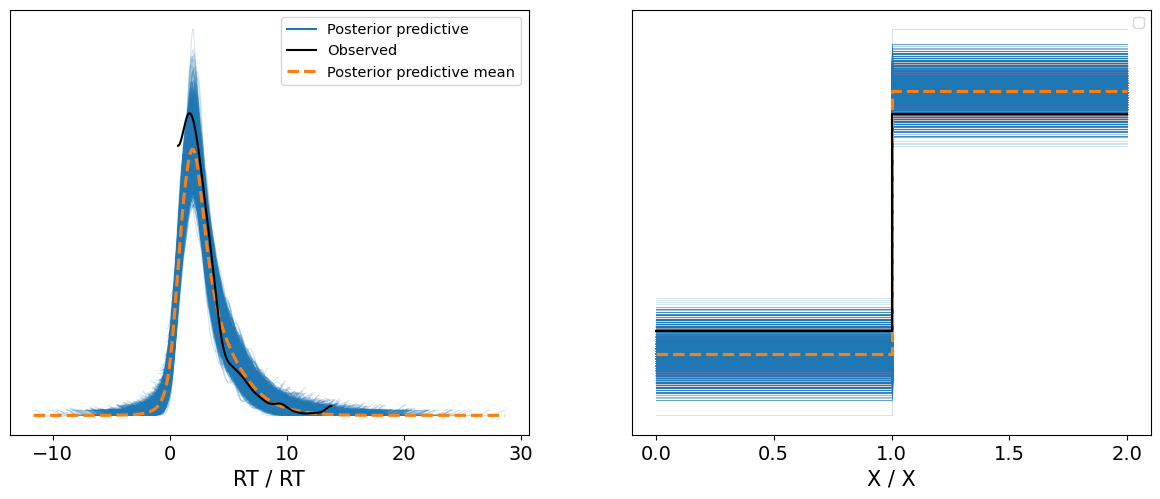 Posterior predictive
Observed
Posterior predictive mean
−10 0 10 20 30
RT / RT
0.0 0.5 1.0 1.5 2.0
X / X